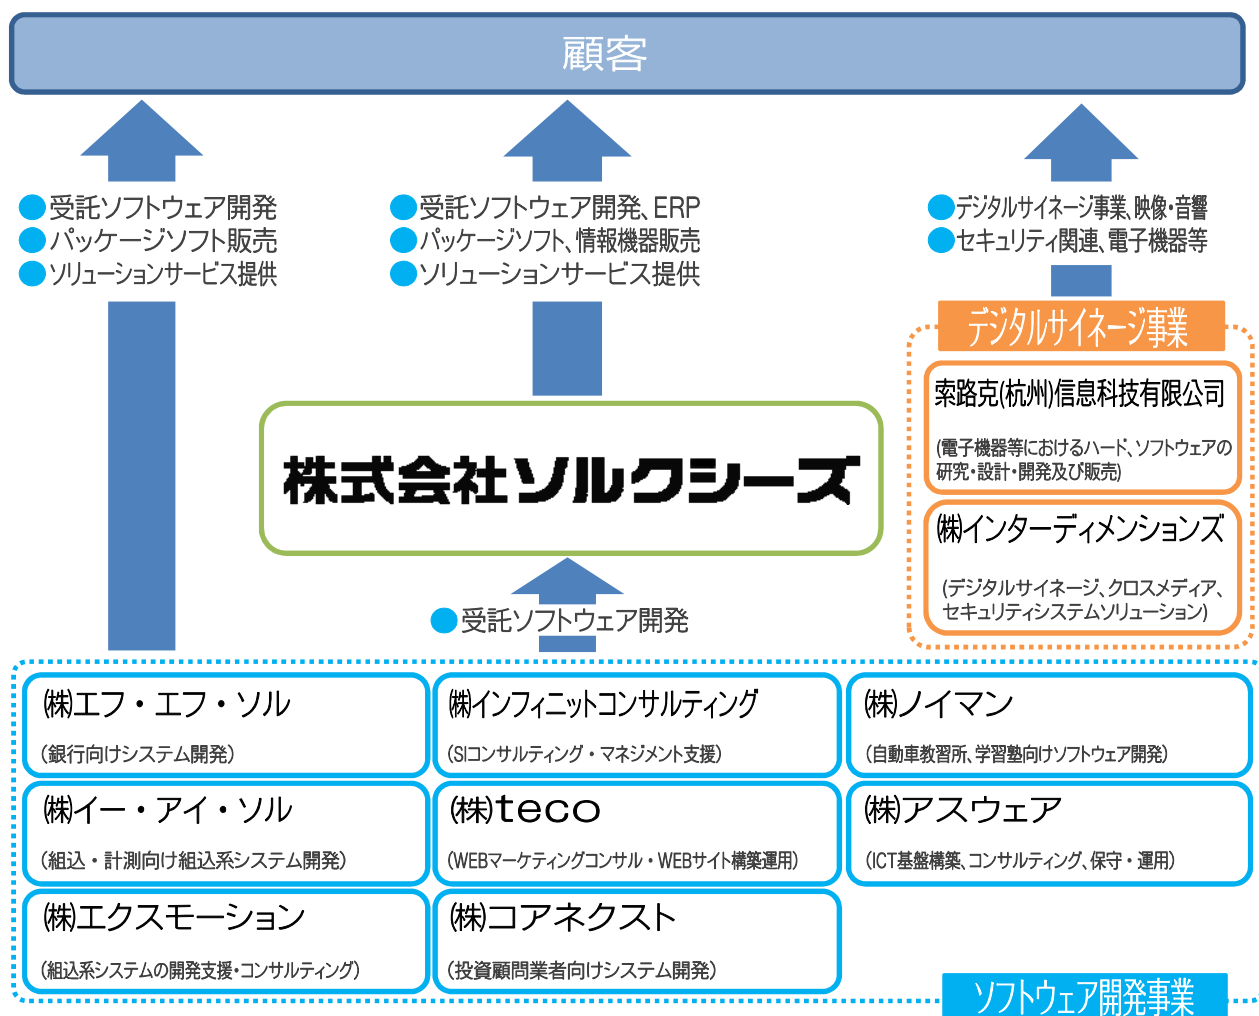 顧客
●受託ソフトウェア開発
●パッケージソフト販売
●ソリューションサービス提供
●受託ソフトウェア開発、ERP
●パッケージソフト、情報機器販売
●ソリューションサービス提供
●デジタルサイネージ事業、映像・音響
●セキュリティ関連、電子機器等
デジタルサイネージ事業
索路克(杭州)信息科技有限公司
(電子機器等におけるハード、ソフトウェアの
研究・設計・開発及び販売)
㈱インターディメンションズ
(デジタルサイネージ、クロスメディア、
セキュリティシステムソリューション)
株式会社ソルクシーズ
●受託ソフトウェア開発
㈱エフ・エフ・ソル
(銀行向けシステム開発)
㈱インフィニットコンサルティング
(SIコンサルティング・マネジメント支援)
㈱ノイマン
(自動車教習所、学習塾向けソフトウェア開発)
㈱イー・アイ・ソル
(組込・計測向け組込系システム開発)
㈱teco
(WEBマーケティングコンサル・WEBサイト構築運用)
㈱アスウェア
(ICT基盤構築、コンサルティング、保守・運用)
㈱エクスモーション
(組込系システムの開発支援・コンサルティング)
㈱コアネクスト
(投資顧問業者向けシステム開発)
ソフトウェア開発事業